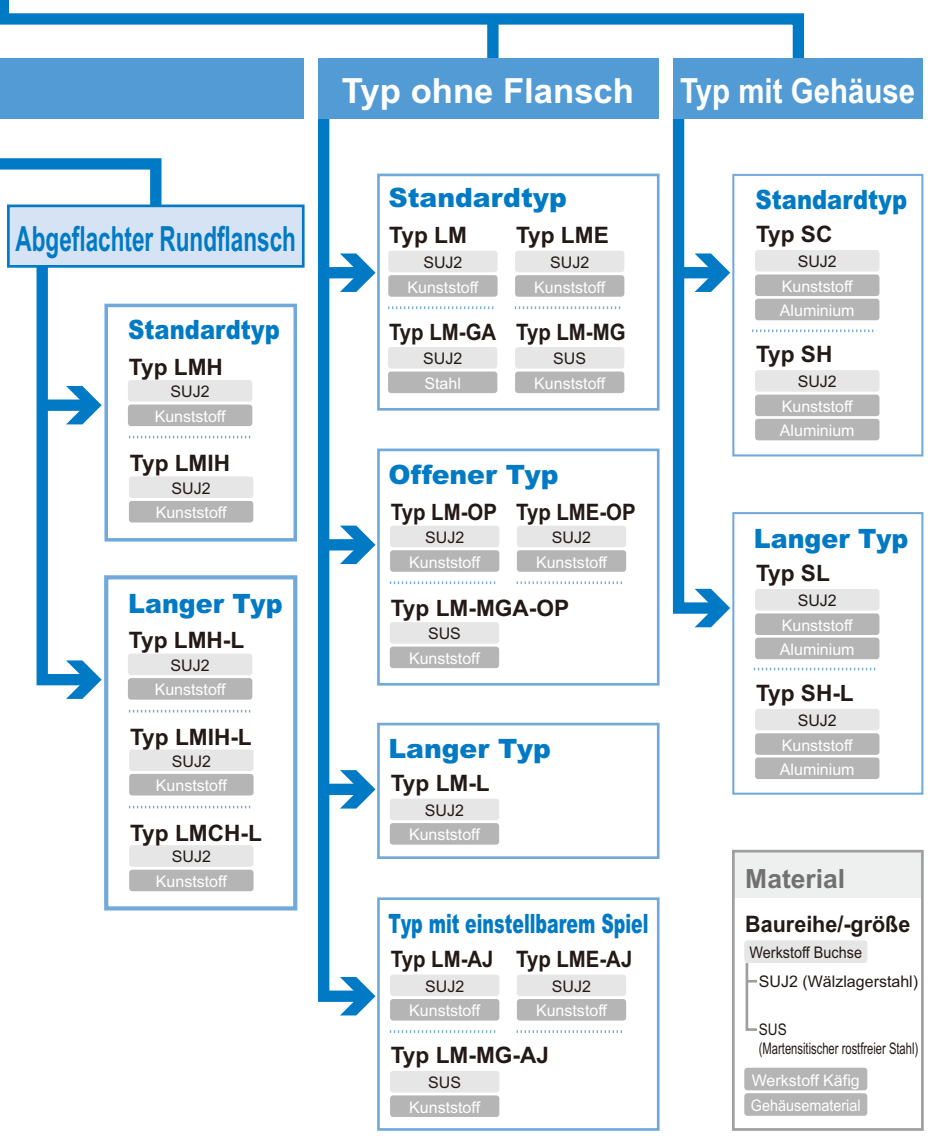 Typ ohne Flansch
Typ mit Gehäuse
Abgeflachter Rundflansch
Standardtyp
Typ LMH
SUJ2
Kunststoff
Typ LMIH
SUJ2
Kunststoff
Langer Typ
Typ LMH-L
SUJ2
Kunststoff
Typ LMIH-L
SUJ2
Kunststoff
Typ LMCH-L
SUJ2
Kunststoff
Standardtyp
Typ LM Typ LME
SUJ2 SUJ2
Kunststoff Kunststoff
Typ LM-GA Typ LM-MG
SUJ2 SUS
Stahl Kunststoff
Offener Typ
Typ LM-OP Typ LME-OP
SUJ2 SUJ2
Kunststoff Kunststoff
Typ LM-MGA-OP
SUS
Kunststoff
Langer Typ
Typ LM-L
SUJ2
Kunststoff
Typ mit einstellbarem Spiel
Typ LM-AJ Typ LME-AJ
SUJ2 SUJ2
Kunststoff Kunststoff
Typ LM-MG-AJ
SUS
Kunststoff
Standardtyp
Typ SC
SUJ2
Kunststoff
Aluminium
Typ SH
SUJ2
Kunststoff
Aluminium
Langer Typ
Typ SL
SUJ2
Kunststoff
Aluminium
Typ SH-L
SUJ2
Kunststoff
Aluminium
Material
Baureihe/-größe
Werkstoff Buchse
SUJ2 (Wälzlagerstahl)
SUS
(Martensitischer rostfreier Stahl)
Werkstoff Käfig
Gehäusematerial